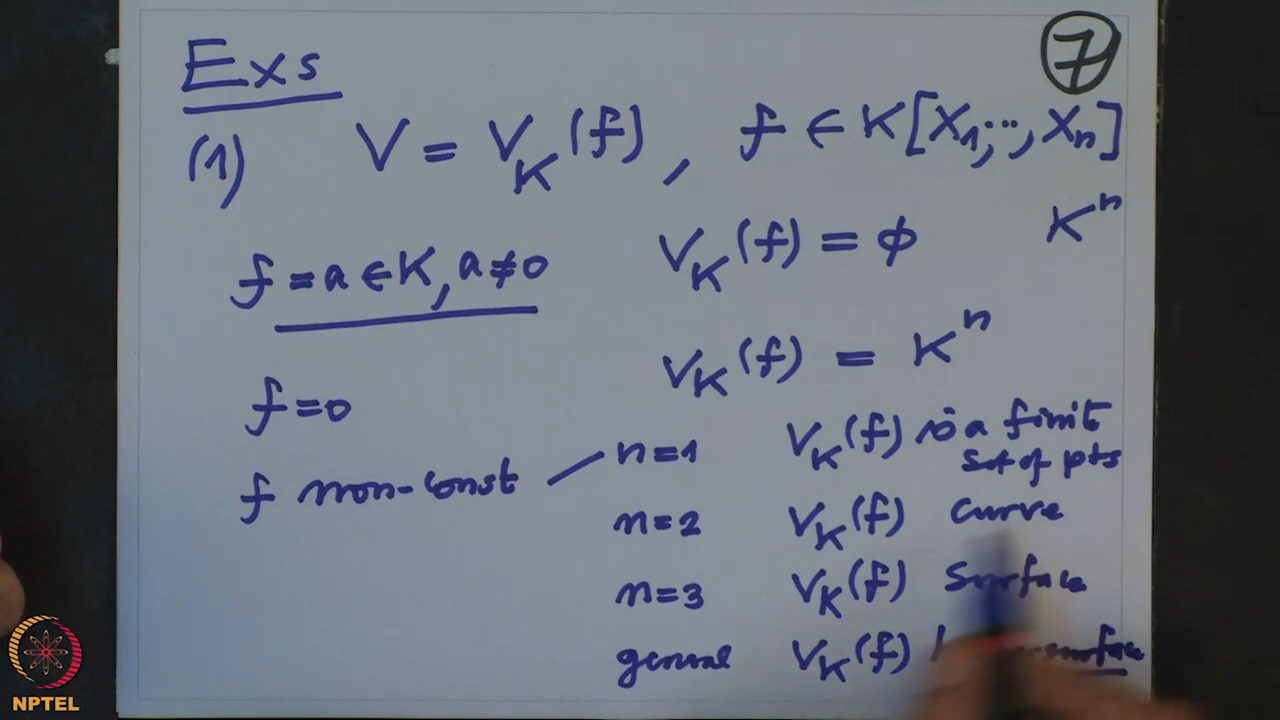 Exs
7
(1) V = V_K(f), f ∈ K[X_1,..,X_n]
f = a ∈ K, a ≠ 0 V_K(f) = ϕ K^n
f = 0 V_K(f) = K^n
f non-const n=1 V_K(f) is a finit
set of pts
n=2 V_K(f) curve
n=3 V_K(f) Surface
general V_K(f)
NPTEL